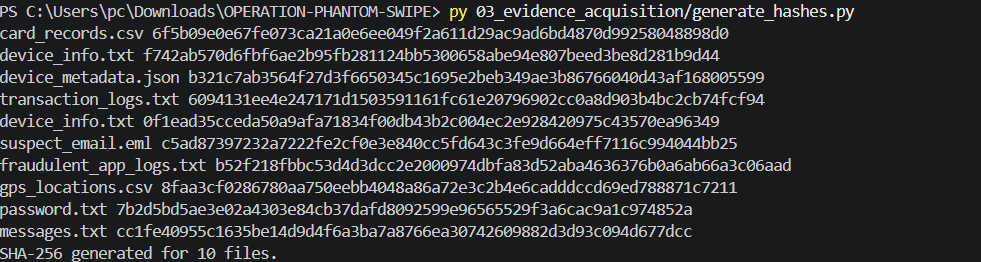 PS C:\Users\pc\Downloads\OPERATION-PHANTOM-SWIPE> py 03_evidence_acquisition/generate_hashes.py
card_records.csv 6f5b09e0e67fe073ca21a0e6ee049f2a611d29ac9ad6bd4870d99258048898d0
device_info.txt f742ab570d6fbf6ae2b95fb281124bb5300658abe94e807beed3be8d281b9d44
device_metadata.json b321c7ab3564f27d3f6650345c1695e2beb349ae3b86766040d43af168005599
transaction_logs.txt 6094131ee4e247171d1503591161fc61e20796902cc0a8d903b4bc2cb74fcf94
device_info.txt 0f1ead35cceda50a9afa71834f00db43b2c004ec2e928420975c43570ea96349
suspect_email.eml c5ad87397232a7222fe2cf0e3e840cc5fd643c3fe9d664eff7116c994044bb25
fraudulent_app_logs.txt b52f218fbbc53d4d3dcc2e2000974dbfa83d52aba4636376b0a6ab66a3c06aad
gps_locations.csv 8faa3cf0286780aa750eebb4048a86a72e3c2b4e6cadddccd69ed788871c7211
password.txt 7b2d5bd5ae3e02a4303e84cb37dafd8092599e96565529f3a6cac9a1c974852a
messages.txt cc1fe40955c1635be14d9d4f6a3ba7a8766ea30742609882d3d93c094d677dcc
SHA-256 generated for 10 files.